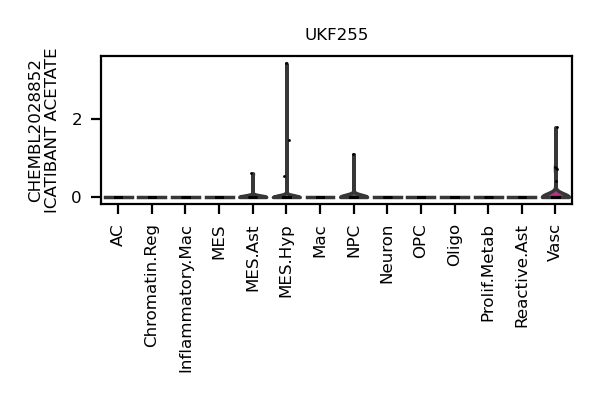 UKF255
CHEMBL2028852
ICATIBANT ACETATE
2
0
AC
Chromatin.Reg
Inflammatory.Mac
MES
MES.Ast
MES.Hyp
Mac
NPC
Neuron
OPC
Oligo
Prolif.Metab
Reactive.Ast
Vasc